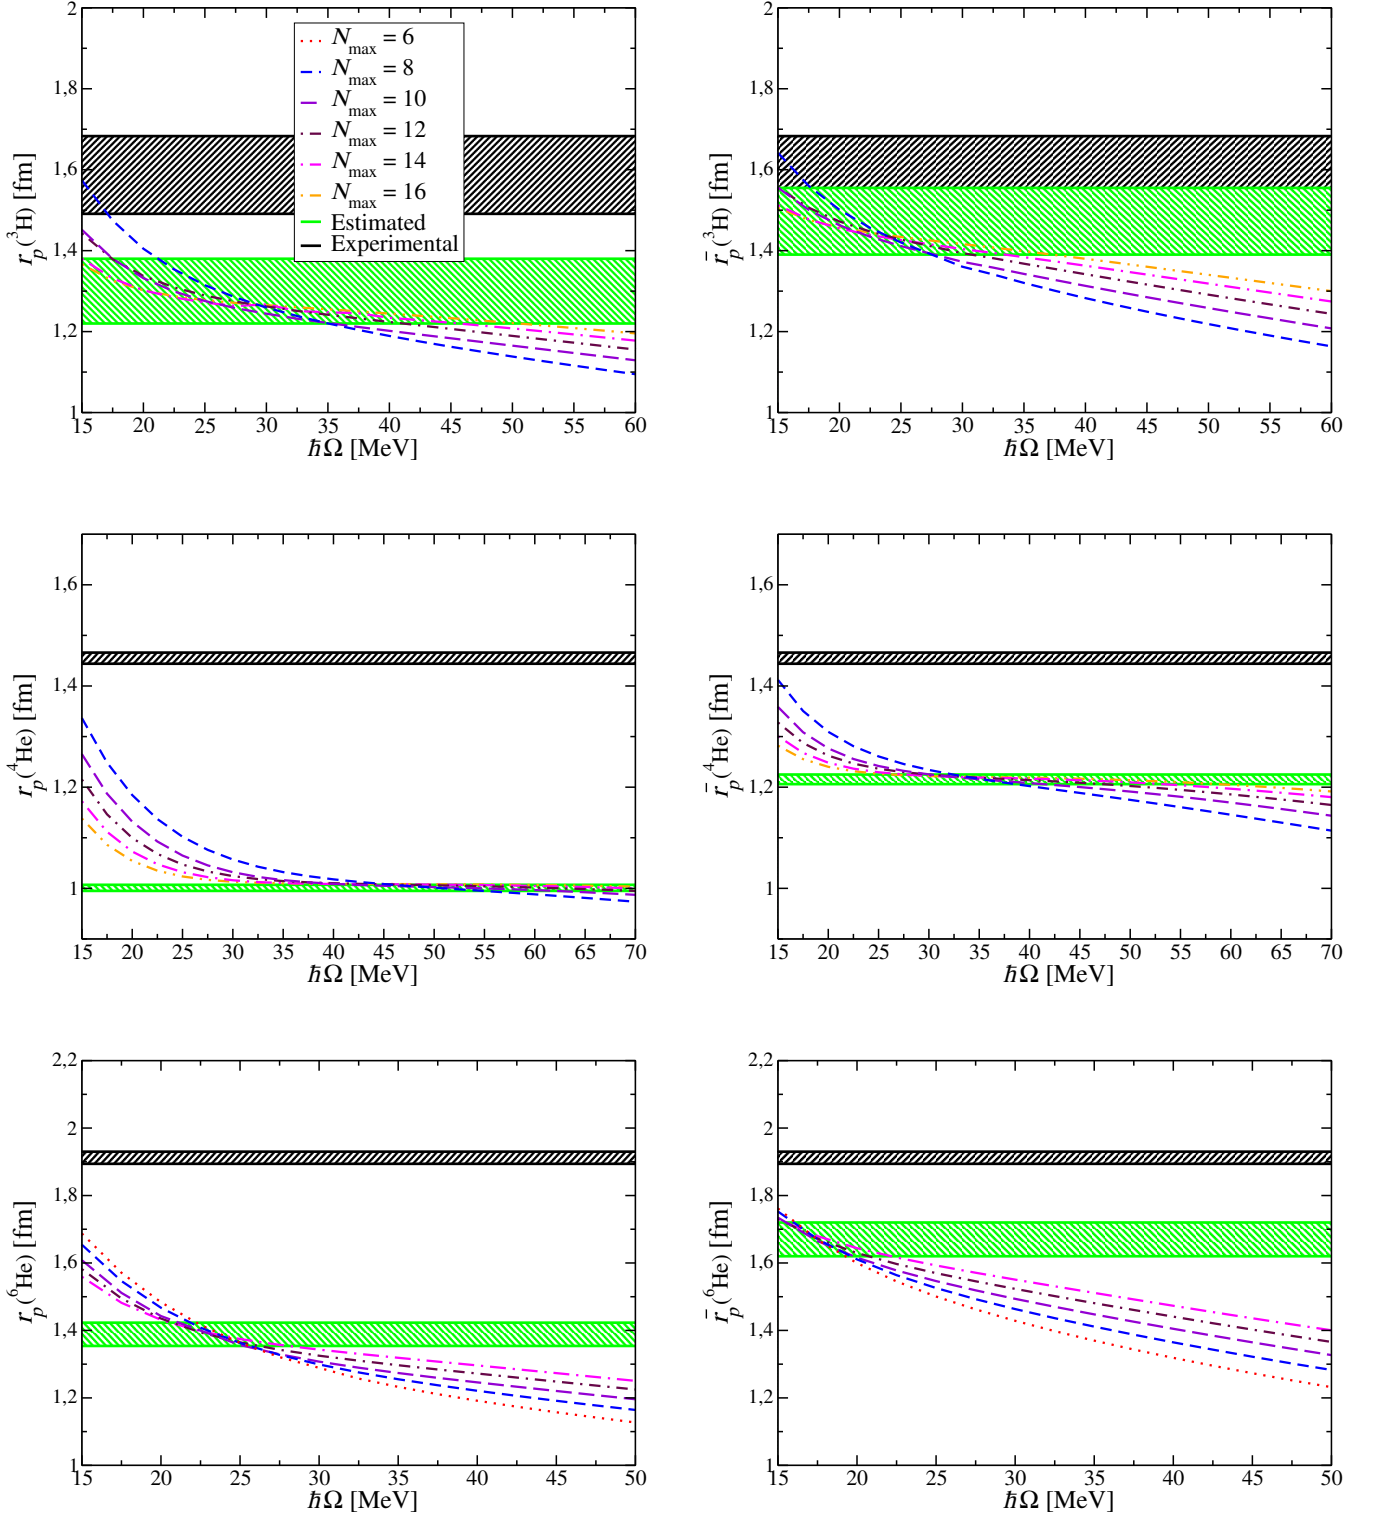 2
1,8
1,6
1,4
1,2
1
r_p(³H) [fm]
15 20 25 30 35 40 45 50 55 60
ħΩ [MeV]
N_max = 6
N_max = 8
N_max = 10
N_max = 12
N_max = 14
N_max = 16
Estimated
Experimental
2
1,8
1,6
1,4
1,2
1
r̄_p(³H) [fm]
15 20 25 30 35 40 45 50 55 60
ħΩ [MeV]
1,6
1,4
1,2
1
r_p(⁴He) [fm]
15 20 25 30 35 40 45 50 55 60 65 70
ħΩ [MeV]
1,6
1,4
1,2
1
r̄_p(⁴He) [fm]
15 20 25 30 35 40 45 50 55 60 65 70
ħΩ [MeV]
2,2
2
1,8
1,6
1,4
1,2
1
r_p(⁶He) [fm]
15 20 25 30 35 40 45 50
ħΩ [MeV]
2,2
2
1,8
1,6
1,4
1,2
1
r̄_p(⁶He) [fm]
15 20 25 30 35 40 45 50
ħΩ [MeV]